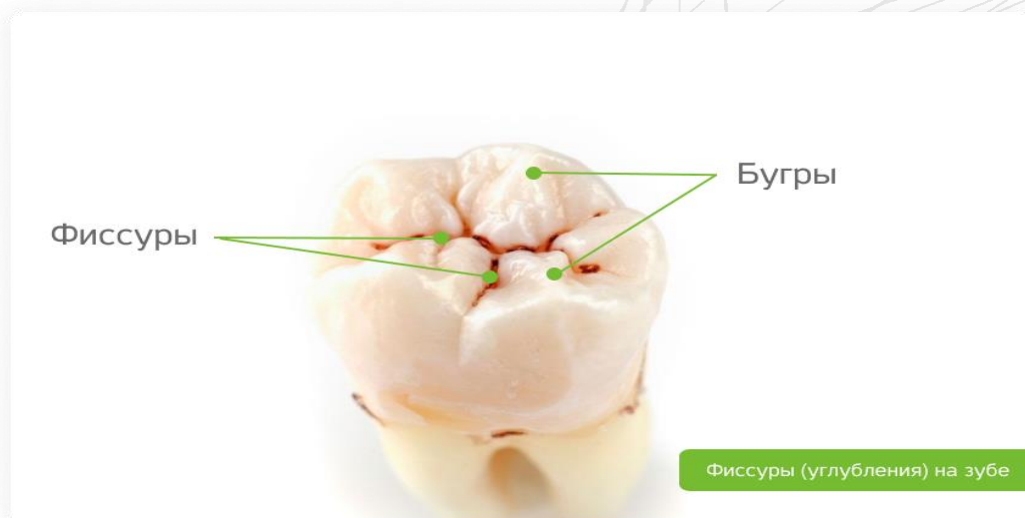 Бугры
Фиссуры
Фиссуры (углубления) на зубе